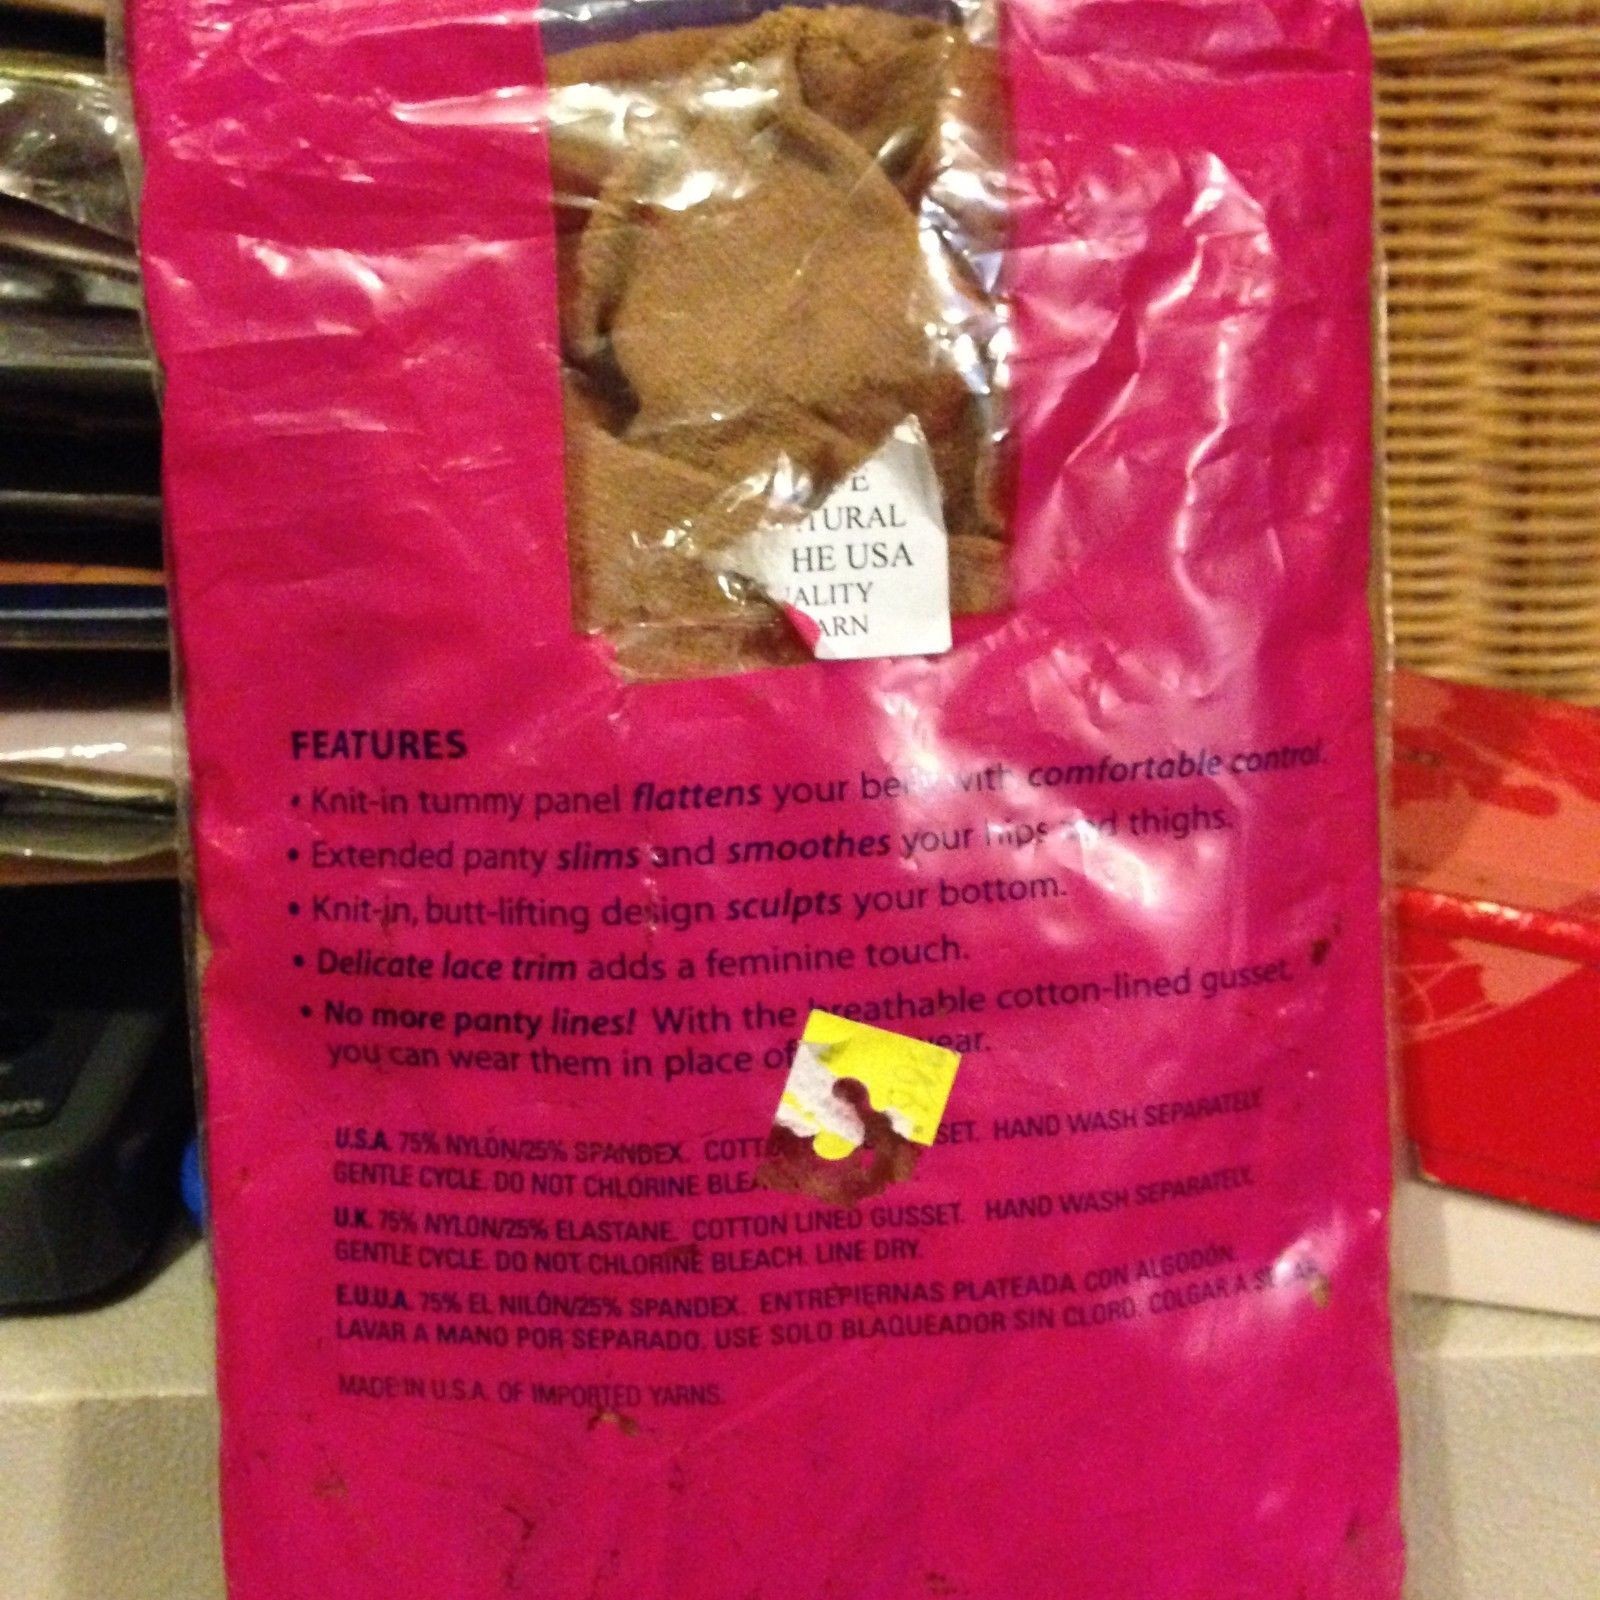 E
TURAL
HE USA
ALITY
ARN
FEATURES
• Knit-in tummy panel flattens your with comfortable control.
• Extended panty slims and smoothes your hips and thighs.
• Knit-in, butt-lifting design sculpts your bottom.
• Delicate lace trim adds a feminine touch.
• No more panty lines! With the breathable cotton-lined gusset,
you can wear them in place of ear.
U.S.A. 75% NYLON/25% SPANDEX. COTT SET. HAND WASH SEPARATELY.
GENTLE CYCLE. DO NOT CHLORINE BLEA
U.K. 75% NYLON/25% ELASTANE. COTTON LINED GUSSET. HAND WASH SEPARATELY.
GENTLE CYCLE. DO NOT CHLORINE BLEACH. LINE DRY.
E.U.U.A. 75% EL NILÓN/25% SPANDEX. ENTREPIERNAS PLATEADA CON ALGODÓN.
LAVAR A MANO POR SEPARADO. USE SOLO BLAQUEADOR SIN CLORO. COLGAR A
MADE IN U.S.A. OF IMPORTED YARNS.